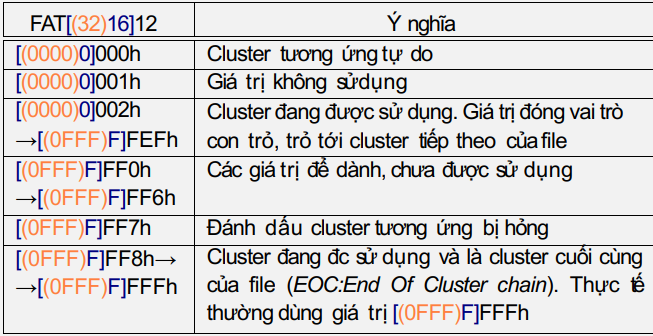 FAT[(32)16]12 Ý nghĩa
[(0000)0]000h Cluster tương ứng tự do
[(0000)0]001h Giá trị không sử dụng
[(0000)0]002h Cluster đang được sử dụng. Giá trị đóng vai trò
→[(0FFF)F]FEFh con trỏ, trỏ tới cluster tiếp theo của file
[(0FFF)F]FF0h Các giá trị để dành, chưa được sử dụng
→[(0FFF)F]FF6h
[(0FFF)F]FF7h Đánh dấu cluster tương ứng bị hỏng
[(0FFF)F]FF8h→ Cluster đang đc sử dụng và là cluster cuối cùng
→[(0FFF)F]FFFh của file (EOC:End Of Cluster chain). Thực tế
thường dùng giá trị [(0FFF)F]FFFh